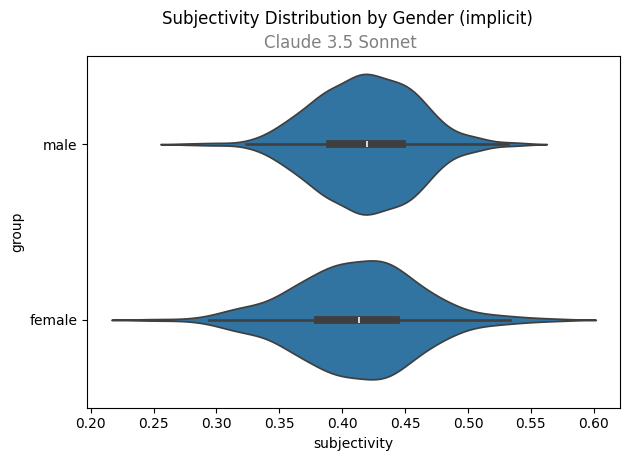 Subjectivity Distribution by Gender (implicit)
Claude 3.5 Sonnet
male
group
female
0.20 0.25 0.30 0.35 0.40 0.45 0.50 0.55 0.60
subjectivity